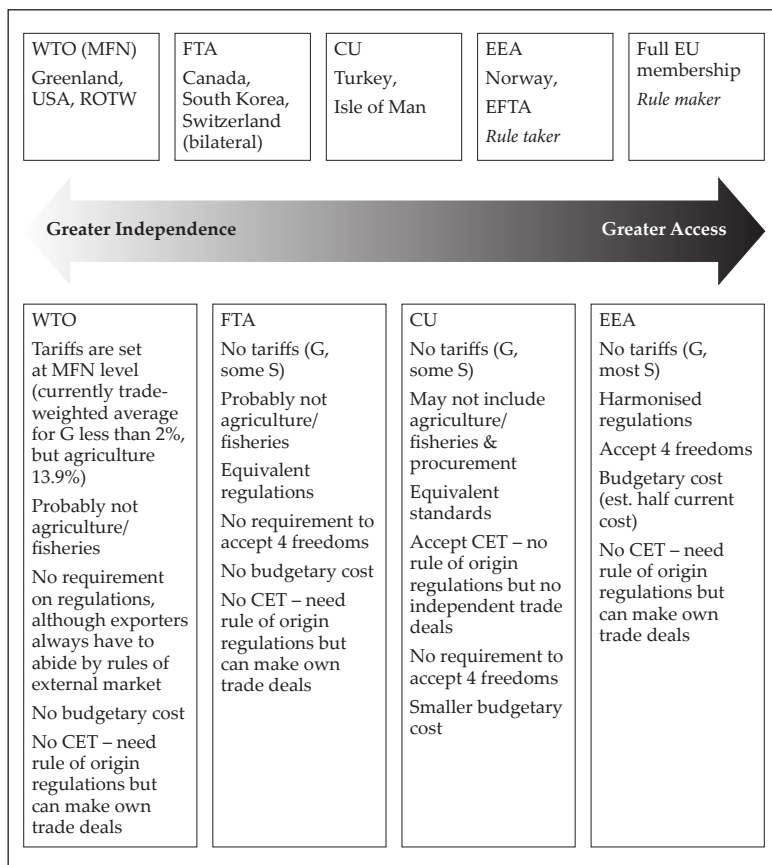 WTO (MFN)
Greenland,
USA, ROTW
FTA
Canada,
South Korea,
Switzerland
(bilateral)
CU
Turkey,
Isle of Man
EEA
Norway,
EFTA
Rule taker
Full EU
membership
Rule maker
Greater Independence
Greater Access
WTO
Tariffs are set
at MFN level
(currently trade-
weighted average
for G less than 2%,
but agriculture
13.9%)
Probably not
agriculture/
fisheries
No requirement
on regulations,
although exporters
always have to
abide by rules of
external market
No budgetary cost
No CET – need
rule of origin
regulations but
can make own
trade deals
FTA
No tariffs (G,
some S)
Probably not
agriculture/
fisheries
Equivalent
regulations
No requirement to
accept 4 freedoms
No budgetary cost
No CET – need
rule of origin
regulations but
can make own
trade deals
CU
No tariffs (G,
some S)
May not include
agriculture/
fisheries &
procurement
Equivalent
standards
Accept CET – no
rule of origin
regulations but no
independent trade
deals
No requirement to
accept 4 freedoms
Smaller budgetary
cost
EEA
No tariffs (G,
most S)
Harmonised
regulations
Accept 4 freedoms
Budgetary cost
(est. half current
cost)
No CET – need
rule of origin
regulations but
can make own
trade deals